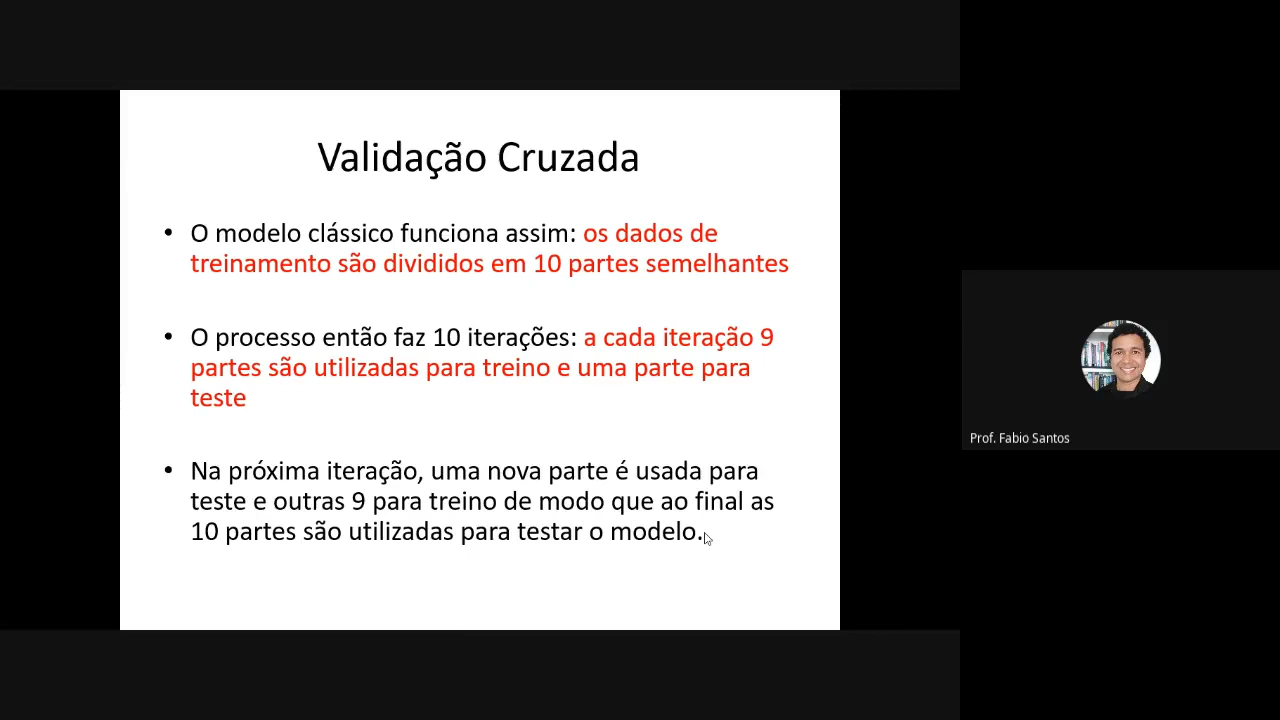 Validação Cruzada
• O modelo clássico funciona assim: os dados de
treinamento são divididos em 10 partes semelhantes
• O processo então faz 10 iterações: a cada iteração 9
partes são utilizadas para treino e uma parte para
teste
• Na próxima iteração, uma nova parte é usada para
teste e outras 9 para treino de modo que ao final as
10 partes são utilizadas para testar o modelo.
Prof. Fabio Santos